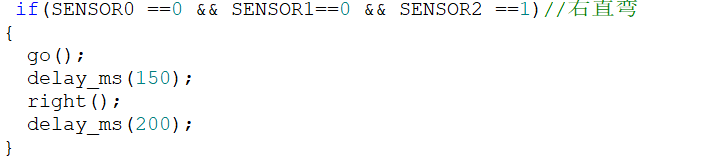 if(SENSOR0 ==0 && SENSOR1==0 && SENSOR2 ==1)//右直弯
{
go();
delay_ms(150);
right();
delay_ms(200);
}